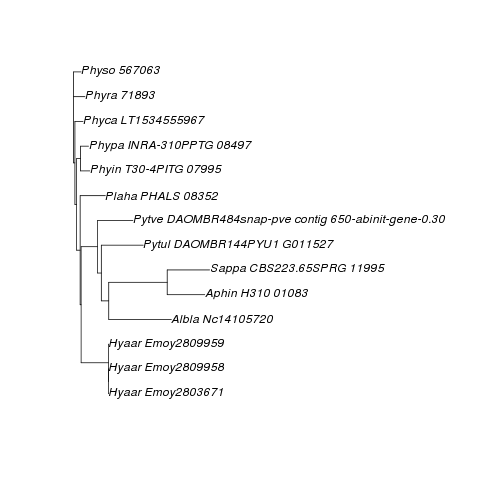 Physo 567063
Phyra 71893
Phyca LT1534555967
Phypa INRA-310PPTG 08497
Phyin T30-4PITG 07995
Plaha PHALS 08352
Pytve DAOMBR484snap-pve contig 650-abinit-gene-0.30
Pytul DAOMBR144PYU1 G011527
Sappa CBS223.65SPRG 11995
Aphin H310 01083
Albla Nc14105720
Hyaar Emoy2809959
Hyaar Emoy2809958
Hyaar Emoy2803671